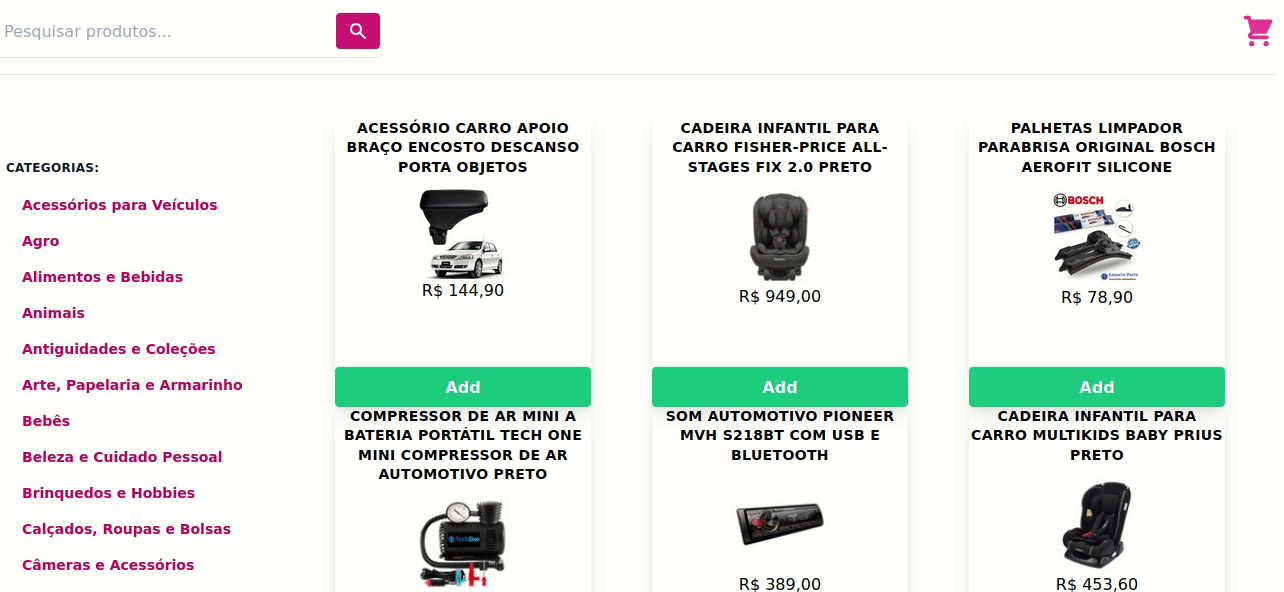 Pesquisar produtos...
CATEGORIAS:
Acessórios para Veículos
Agro
Alimentos e Bebidas
Animais
Antiguidades e Coleções
Arte, Papelaria e Armarinho
Bebês
Beleza e Cuidado Pessoal
Brinquedos e Hobbies
Calçados, Roupas e Bolsas
Câmeras e Acessórios
ACESSÓRIO CARRO APOIO
BRAÇO ENCOSTO DESCANSO
PORTA OBJETOS
R$ 144,90
Add
CADEIRA INFANTIL PARA
CARRO FISHER-PRICE ALL-
STAGES FIX 2.0 PRETO
R$ 949,00
Add
PALHETAS LIMPADOR
PARABRISA ORIGINAL BOSCH
AEROFIT SILICONE
BOSCH
Connect Parts
R$ 78,90
Add
COMPRESSOR DE AR MINI A
BATERIA PORTÁTIL TECH ONE
MINI COMPRESSOR DE AR
AUTOMOTIVO PRETO
TechOne
SOM AUTOMOTIVO PIONEER
MVH S218BT COM USB E
BLUETOOTH
R$ 389,00
CADEIRA INFANTIL PARA
CARRO MULTIKIDS BABY PRIUS
PRETO
R$ 453,60